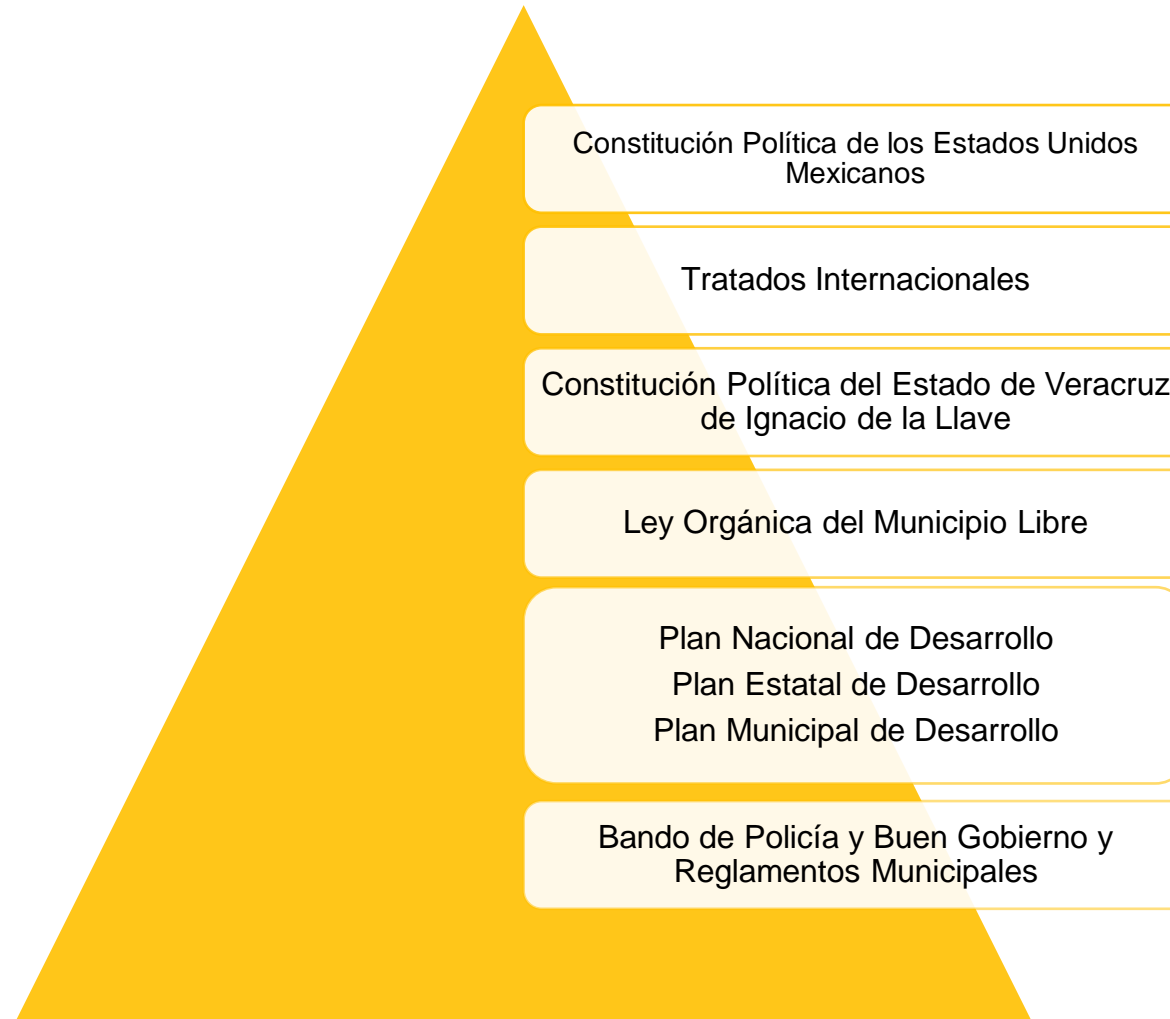 Constitución Política de los Estados Unidos
Mexicanos
Tratados Internacionales
Constitución Política del Estado de Veracruz
de Ignacio de la Llave
Ley Orgánica del Municipio Libre
Plan Nacional de Desarrollo
Plan Estatal de Desarrollo
Plan Municipal de Desarrollo
Bando de Policía y Buen Gobierno y
Reglamentos Municipales